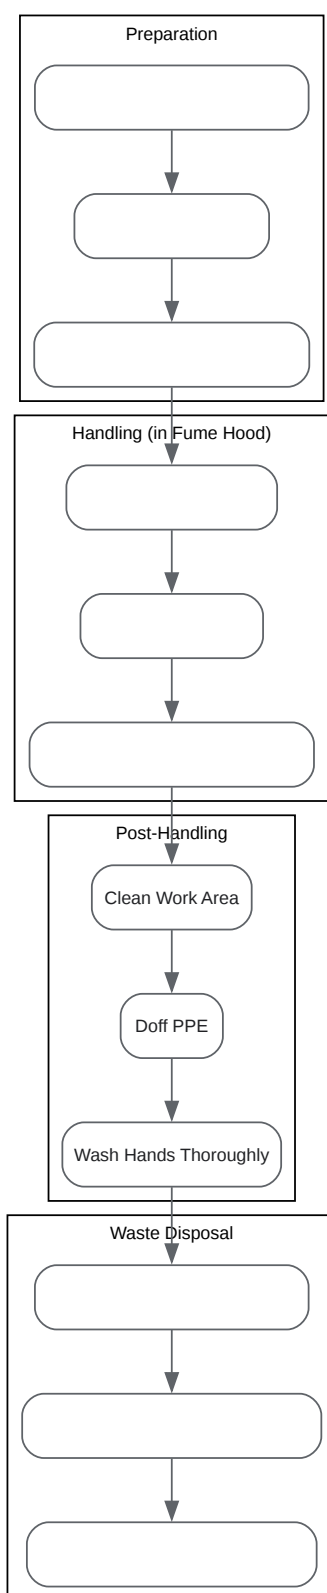 Preparation
Handling (in Fume Hood)
Post-Handling
Clean Work Area
Doff PPE
Wash Hands Thoroughly
Waste Disposal